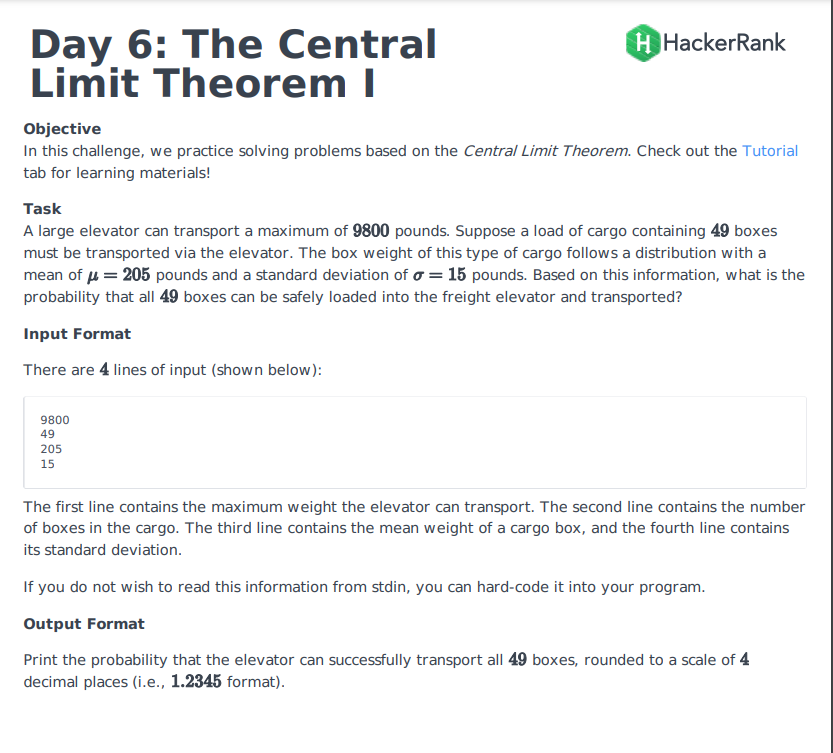 Day 6: The Central
Limit Theorem I
HackerRank
Objective
In this challenge, we practice solving problems based on the Central Limit Theorem. Check out the Tutorial
tab for learning materials!
Task
A large elevator can transport a maximum of 9800 pounds. Suppose a load of cargo containing 49 boxes
must be transported via the elevator. The box weight of this type of cargo follows a distribution with a
mean of μ = 205 pounds and a standard deviation of σ = 15 pounds. Based on this information, what is the
probability that all 49 boxes can be safely loaded into the freight elevator and transported?
Input Format
There are 4 lines of input (shown below):
9800
49
205
15
The first line contains the maximum weight the elevator can transport. The second line contains the number
of boxes in the cargo. The third line contains the mean weight of a cargo box, and the fourth line contains
its standard deviation.
If you do not wish to read this information from stdin, you can hard-code it into your program.
Output Format
Print the probability that the elevator can successfully transport all 49 boxes, rounded to a scale of 4
decimal places (i.e., 1.2345 format).